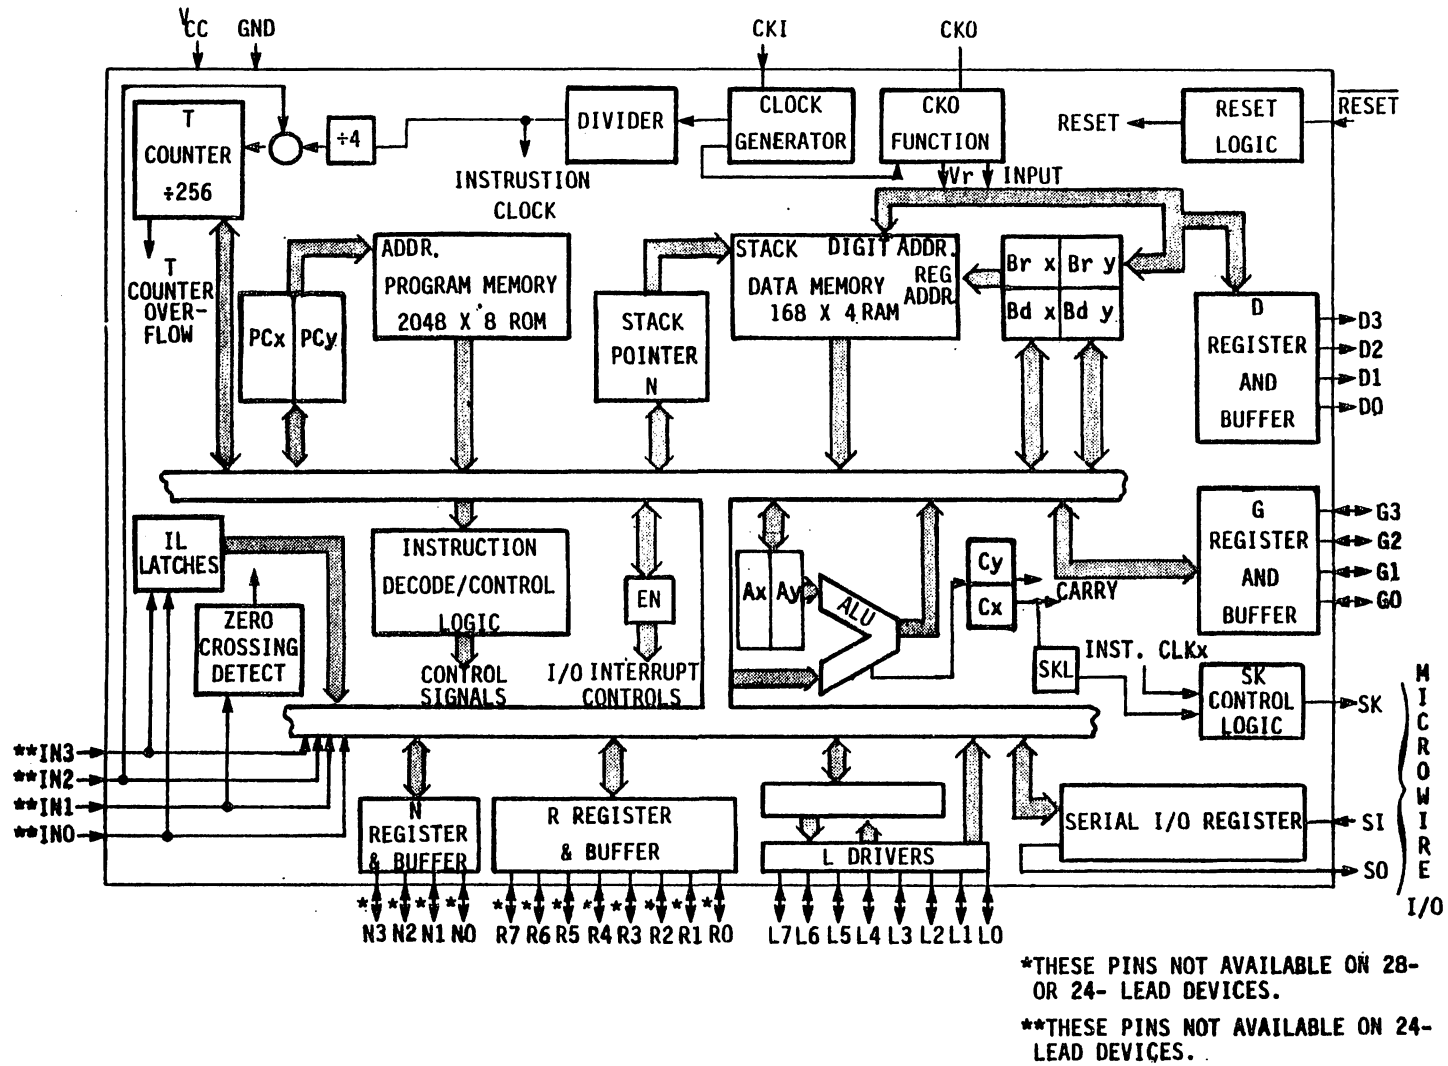 VCC
GND
CKI
CKO
T
COUNTER
÷256
÷4
DIVIDER
CLOCK
GENERATOR
CKO
FUNCTION
RESET
RESET
LOGIC
RESET
INSTRUSTION
CLOCK
Vr
INPUT
T
COUNTER
OVER-
FLOW
PCx
PCy
ADDR.
PROGRAM MEMORY
2048 X 8 ROM
STACK
POINTER
N
STACK
DIGIT ADDR.
DATA MEMORY
168 X 4 RAM
REG
ADDR.
Br x
Br y
Bd x
Bd y
D
REGISTER
AND
BUFFER
D3
D2
D1
D0
IL
LATCHES
ZERO
CROSSING
DETECT
INSTRUCTION
DECODE/CONTROL
LOGIC
CONTROL
SIGNALS
EN
I/O INTERRUPT
CONTROLS
Ax
Ay
ALU
Cy
Cx
CARRY
SKL
INST. CLKx
SK
CONTROL
LOGIC
G
REGISTER
AND
BUFFER
G3
G2
G1
G0
SK
**IN3
**IN2
**IN1
**IN0
N
REGISTER
& BUFFER
R REGISTER
& BUFFER
L DRIVERS
SERIAL I/O REGISTER
SI
SO
MICROWIRE
I/O
* * * *
N3 N2 N1 N0
* * * * * * * *
R7 R6 R5 R4 R3 R2 R1 R0
L7 L6 L5 L4 L3 L2 L1 L0
*THESE PINS NOT AVAILABLE ON 28-
OR 24- LEAD DEVICES.
**THESE PINS NOT AVAILABLE ON 24-
LEAD DEVICES.